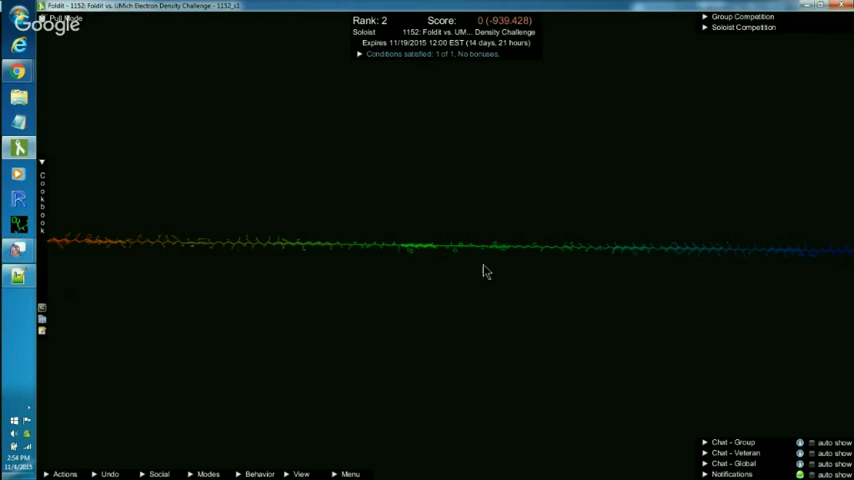 Foldit - 1152: Foldit vs. UMich Electron Density Challenge - 1152_s1
Pull Mode
Google
Rank: 2 Score: 0 (-939.428)
Soloist 1152: Foldit vs. UM... Density Challenge
Expires 11/19/2015 12:00 EST (14 days, 21 hours)
Conditions satisfied: 1 of 1. No bonuses.
Group Competition
Soloist Competition
Cookbook
Chat - Group auto show
Chat - Veteran auto show
Chat - Global auto show
Notifications auto show
Actions Undo Social Modes Behavior View Menu
2:54 PM
11/4/2015